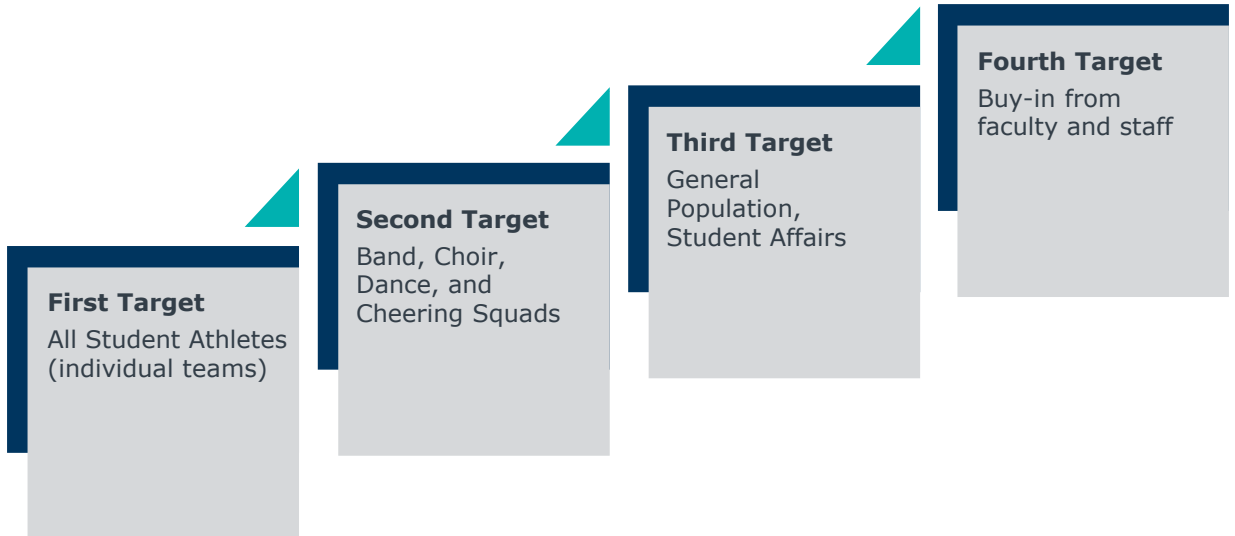 First Target
All Student Athletes
(individual teams)
Second Target
Band, Choir,
Dance, and
Cheering Squads
Third Target
General
Population,
Student Affairs
Fourth Target
Buy-in from
faculty and staff